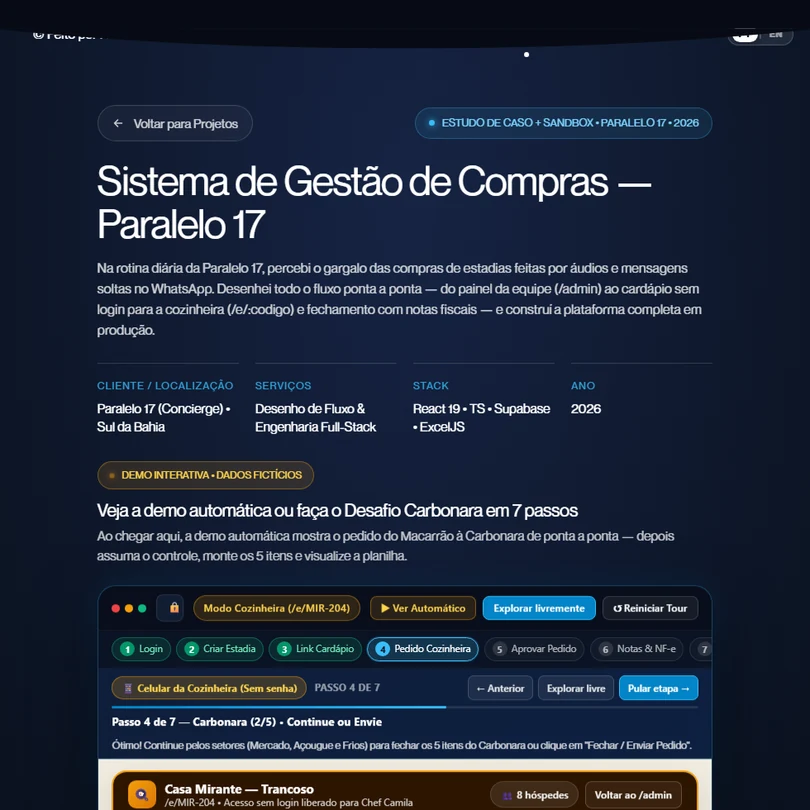 © Feito por
EN
← Voltar para Projetos
ESTUDO DE CASO + SANDBOX • PARALELO 17 • 2026
Sistema de Gestão de Compras —
Paralelo 17
Na rotina diária da Paralelo 17, percebi o gargalo das compras de estadias feitas por áudios e mensagens
soltas no WhatsApp. Desenhei todo o fluxo ponta a ponta — do painel da equipe (/admin) ao cardápio sem
login para a cozinheira (/e/:codigo) e fechamento com notas fiscais — e construí a plataforma completa em
produção.
CLIENTE / LOCALIZAÇÃO
Paralelo 17 (Concierge) •
Sul da Bahia
SERVIÇOS
Desenho de Fluxo &
Engenharia Full-Stack
STACK
React 19 • TS • Supabase
• ExcelJS
ANO
2026
DEMO INTERATIVA • DADOS FICTÍCIOS
Veja a demo automática ou faça o Desafio Carbonara em 7 passos
Ao chegar aqui, a demo automática mostra o pedido do Macarrão à Carbonara de ponta a ponta — depois
assuma o controle, monte os 5 itens e visualize a planilha.
Modo Cozinheira (/e/MIR-204)
▶ Ver Automático
Explorar livremente
↺ Reiniciar Tour
1 Login
2 Criar Estadia
3 Link Cardápio
4 Pedido Cozinheira
5 Aprovar Pedido
6 Notas & NF-e
7
Celular da Cozinheira (Sem senha)
PASSO 4 DE 7
← Anterior
Explorar livre
Pular etapa →
Passo 4 de 7 — Carbonara (2/5) • Continue ou Envie
Ótimo! Continue pelos setores (Mercado, Açougue e Frios) para fechar os 5 itens do Carbonara ou clique em "Fechar / Enviar Pedido".
Casa Mirante — Trancoso
/e/MIR-204 • Acesso sem login liberado para Chef Camila
8 hóspedes
Voltar ao /admin